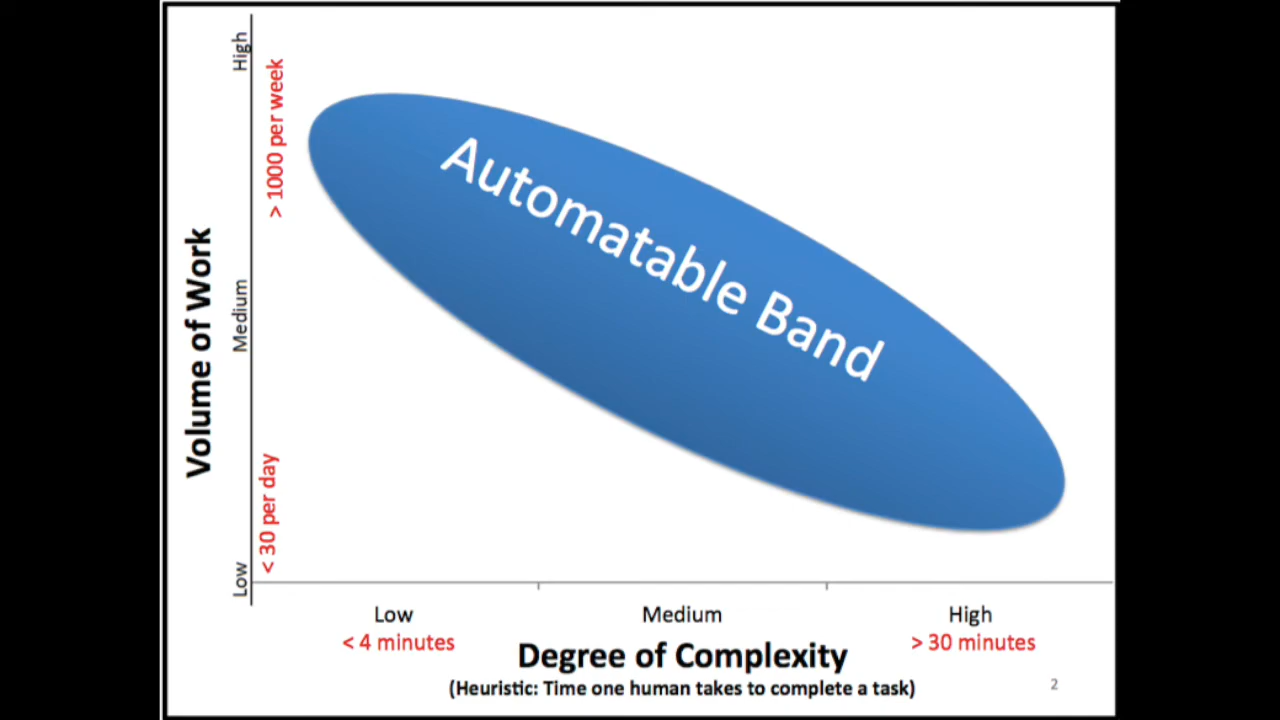 High
> 1000 per week
Automatable Band
Volume of Work
Medium
< 30 per day
Low
Low
Medium
High
< 4 minutes
> 30 minutes
Degree of Complexity
(Heuristic: Time one human takes to complete a task)
2